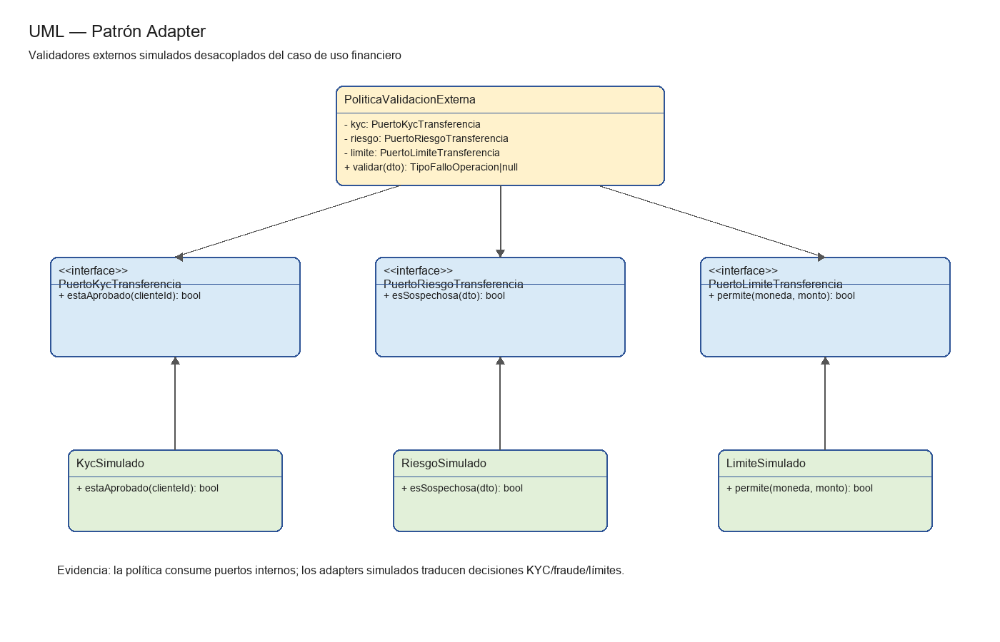 UML — Patrón Adapter
Validadores externos simulados desacoplados del caso de uso financiero
PoliticaValidacionExterna
- kyc: PuertoKycTransferencia
- riesgo: PuertoRiesgoTransferencia
- limite: PuertoLimiteTransferencia
+ validar(dto): TipoFalloOperacion|null
<<interface>>
PuertoKycTransferencia
+ estaAprobado(clienteId): bool
<<interface>>
PuertoRiesgoTransferencia
+ esSospechosa(dto): bool
<<interface>>
PuertoLimiteTransferencia
+ permite(moneda, monto): bool
KycSimulado
+ estaAprobado(clienteId): bool
RiesgoSimulado
+ esSospechosa(dto): bool
LimiteSimulado
+ permite(moneda, monto): bool
Evidencia: la política consume puertos internos; los adapters simulados traducen decisiones KYC/fraude/límites.